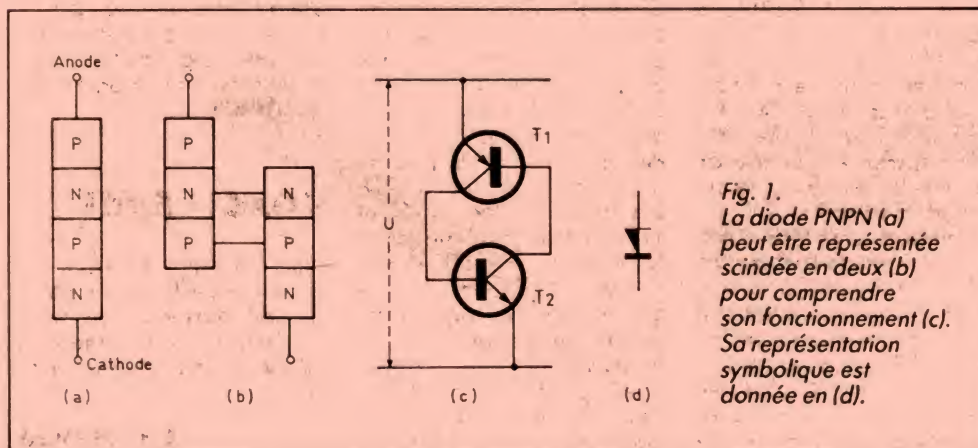 Anode
P
N
P
N
Cathode
(a)
P
N
P
N
P
N
(b)
U
T1
T2
(c)
(d)
Fig. 1.
La diode PNPN (a)
peut être représentée
scindée en deux (b)
pour comprendre
son fonctionnement (c).
Sa représentation
symbolique est
donnée en (d).